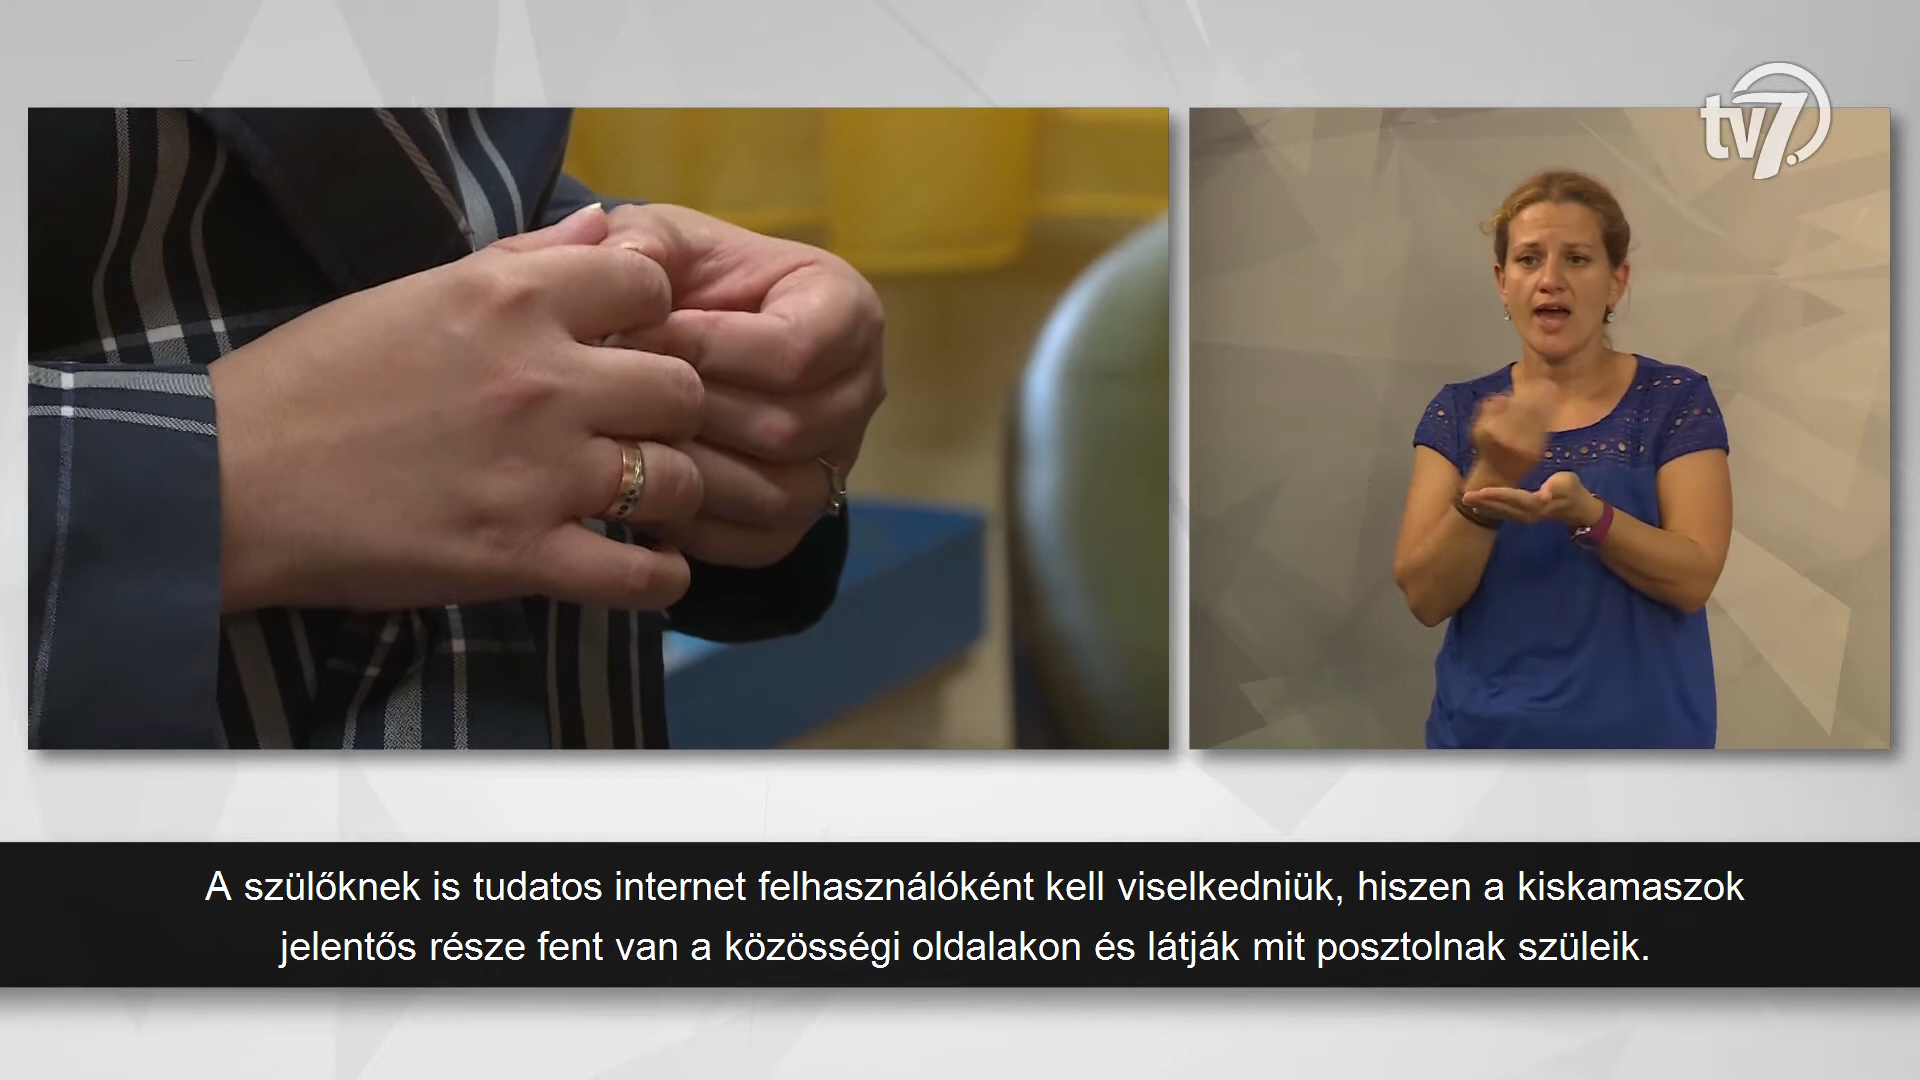 tv7.
A szülőknek is tudatos internet felhasználóként kell viselkedniük, hiszen a kiskamaszok
jelentős része fent van a közösségi oldalakon és látják mit posztolnak szüleik.